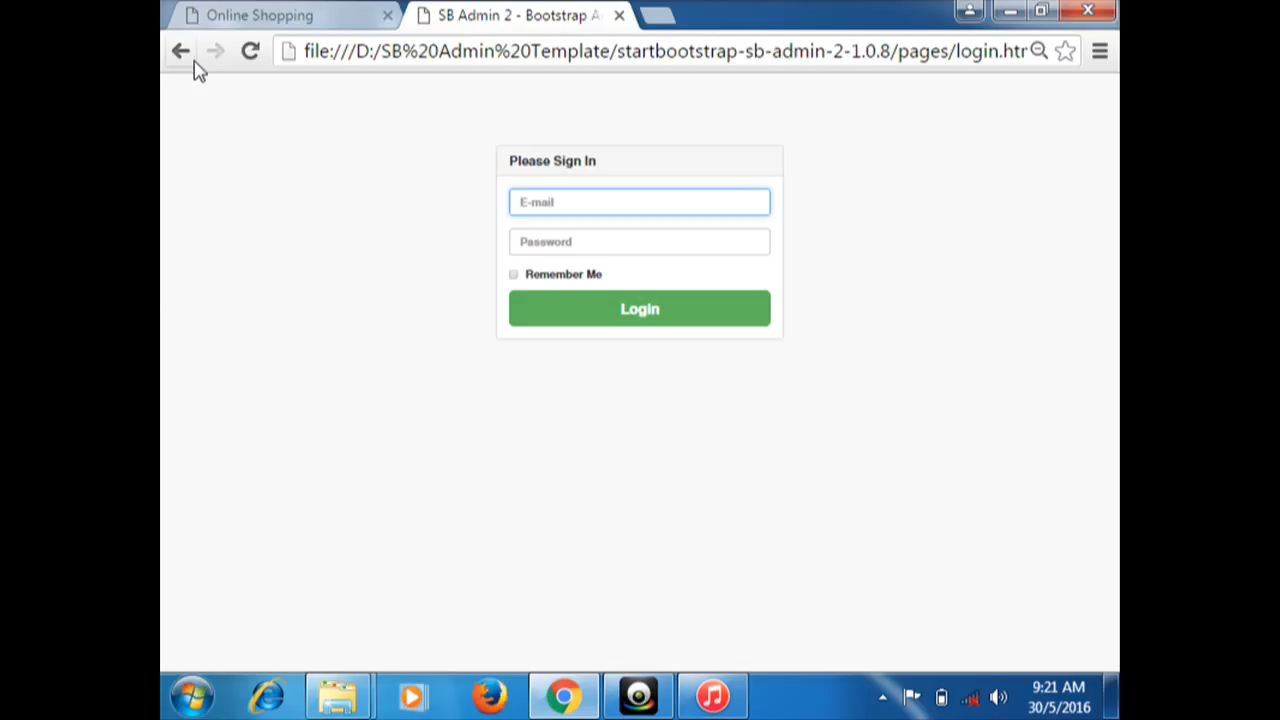 Online Shopping
SB Admin 2 - Bootstrap A
file:///D:/SB%20Admin%20Template/startbootstrap-sb-admin-2-1.0.8/pages/login.htr
Please Sign In
E-mail
Password
Remember Me
Login
9:21 AM
30/5/2016